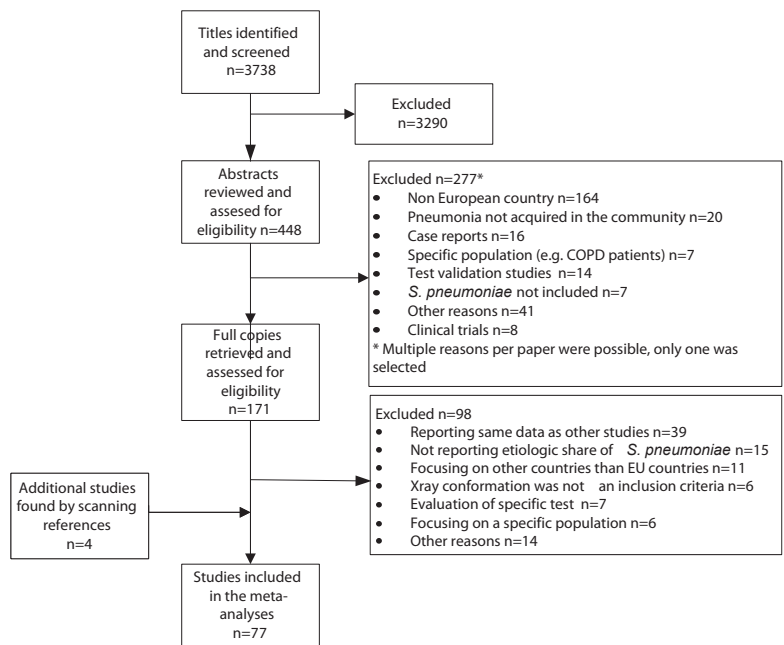 Titles identified
and screened
n=3738
Excluded
n=3290
Abstracts
reviewed and
assesed for
eligibility n=448
Excluded n=277*
• Non European country n=164
• Pneumonia not acquired in the community n=20
• Case reports n=16
• Specific population (e.g. COPD patients) n=7
• Test validation studies n=14
• S. pneumoniae not included n=7
• Other reasons n=41
• Clinical trials n=8
* Multiple reasons per paper were possible, only one was
selected
Full copies
retrieved and
assessed for
eligibility
n=171
Excluded n=98
• Reporting same data as other studies n=39
• Not reporting etiologic share of S. pneumoniae n=15
• Focusing on other countries than EU countries n=11
• Xray conformation was not an inclusion criteria n=6
• Evaluation of specific test n=7
• Focusing on a specific population n=6
• Other reasons n=14
Additional studies
found by scanning
references
n=4
Studies included
in the meta-
analyses
n=77